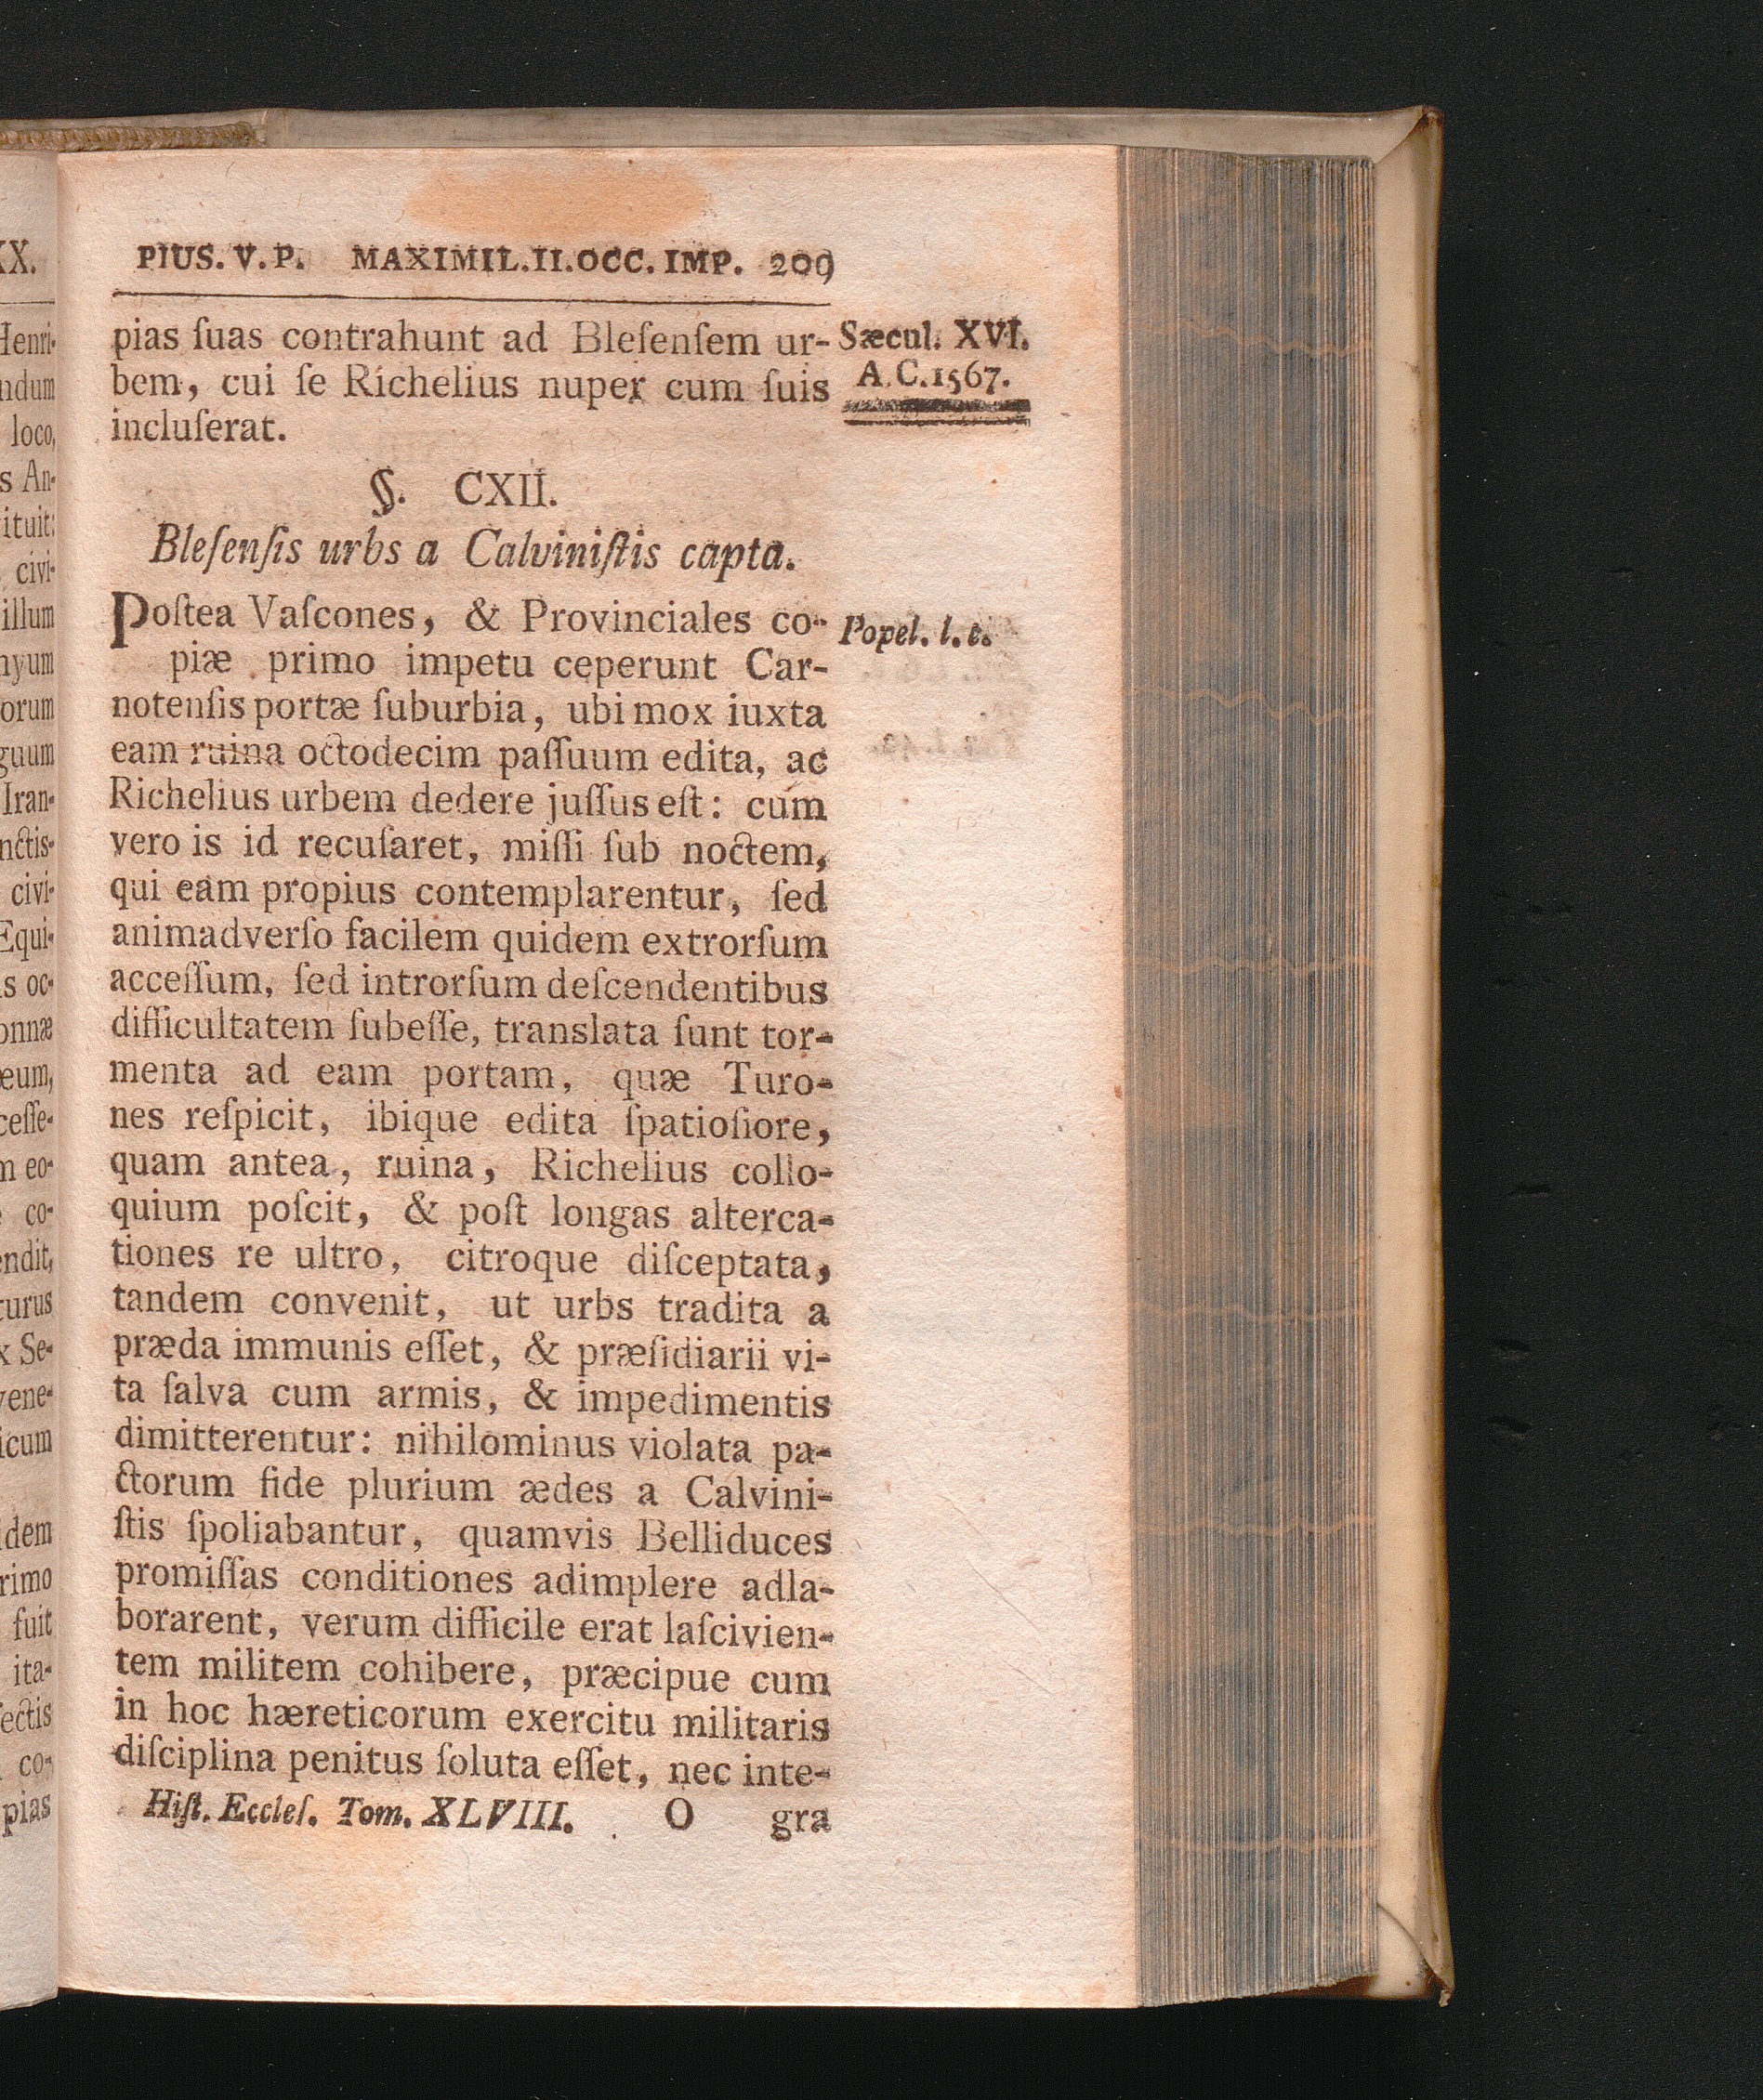 PIUS. V. P. MAXIMIL. II. OCC. IMP. 209
pias ſuas contrahunt ad Bleſenſem ur-
Sæcul. XVI.
bem, cui ſe Richelius nuper cum ſuis
A. C. 1567.
incluſerat.
§. CXII.
Bleſenſis urbs a Calviniſtis capta.
Poſtea Vaſcones, & Provinciales co-
Popel. l. c.
piæ primo impetu ceperunt Car-
notenſis portæ ſuburbia, ubi mox iuxta
eam ruina octodecim paſſuum edita, ac
Richelius urbem dedere juſſus eſt: cum
vero is id recuſaret, miſſi ſub noctem,
qui eam propius contemplarentur, ſed
animadverſo facilem quidem extrorſum
acceſſum, ſed introrſum deſcendentibus
difficultatem ſubeſſe, translata ſunt tor-
menta ad eam portam, quæ Turo-
nes reſpicit, ibique edita ſpatioſiore,
quam antea, ruina, Richelius collo-
quium poſcit, & poſt longas alterca-
tiones re ultro, citroque diſceptata,
tandem convenit, ut urbs tradita a
præda immunis eſſet, & præſidiarii vi-
ta ſalva cum armis, & impedimentis
dimitterentur: nihilominus violata pa-
ctorum fide plurium ædes a Calvini-
ſtis ſpoliabantur, quamvis Belliduces
promiſſas conditiones adimplere adla-
borarent, verum difficile erat laſcivien-
tem militem cohibere, præcipue cum
in hoc hæreticorum exercitu militaris
diſciplina penitus ſoluta eſſet, nec inte-
Hiſt. Eccleſ. Tom. XLVIII. O gra